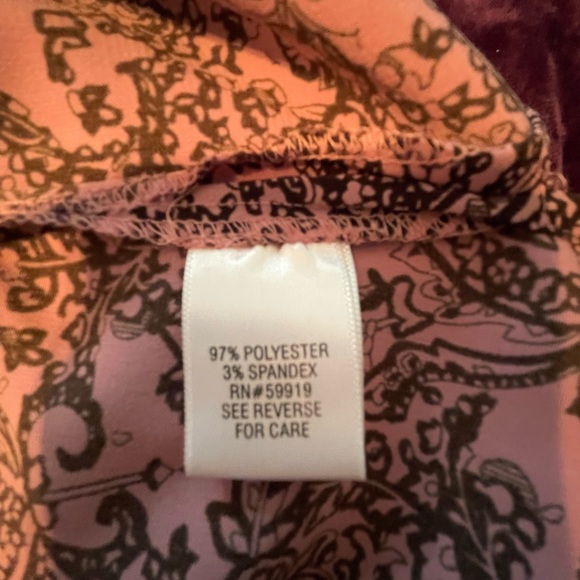 97% POLYESTER
3% SPANDEX
RN#59919
SEE REVERSE
FOR CARE